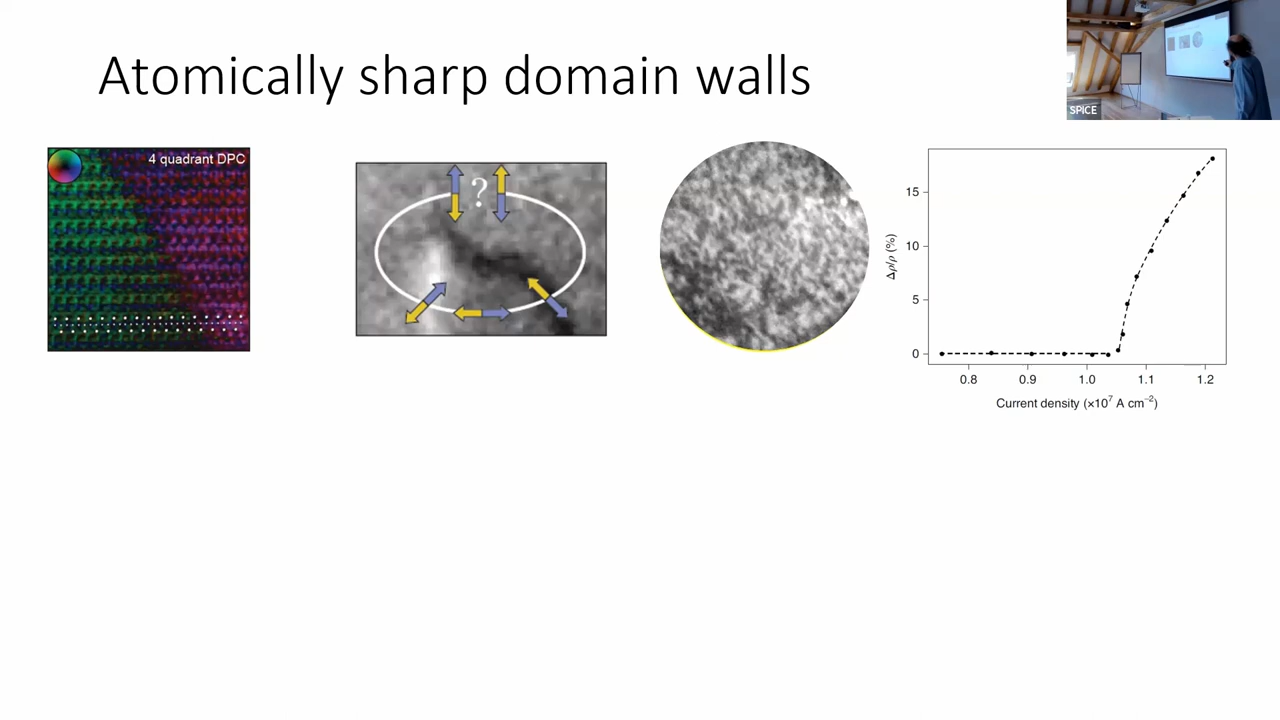 Atomically sharp domain walls
SPICE
4 quadrant DPC
?
Δρ/ρ (%)
15
10
5
0
0.8 0.9 1.0 1.1 1.2
Current density (×10⁷ A cm⁻²)